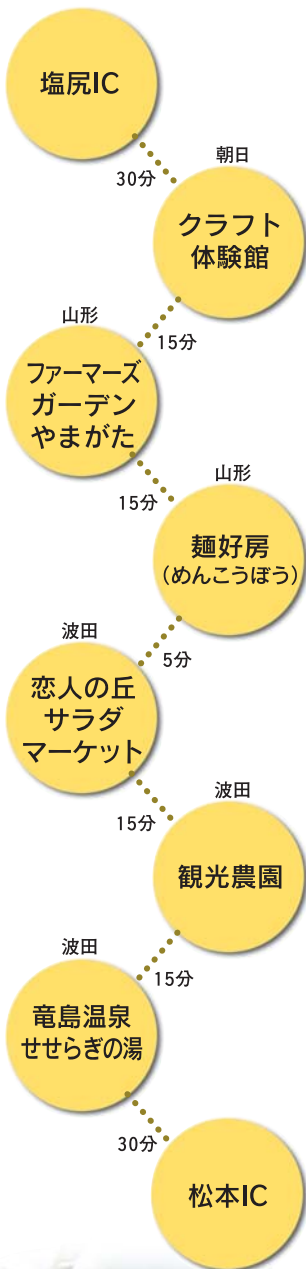 塩尻IC
30分
朝日
クラフト
体験館
15分
山形
ファーマーズ
ガーデン
やまがた
15分
山形
麺好房
（めんこうぼう）
5分
波田
恋人の丘
サラダ
マーケット
15分
波田
観光農園
15分
波田
竜島温泉
せせらぎの湯
30分
松本IC